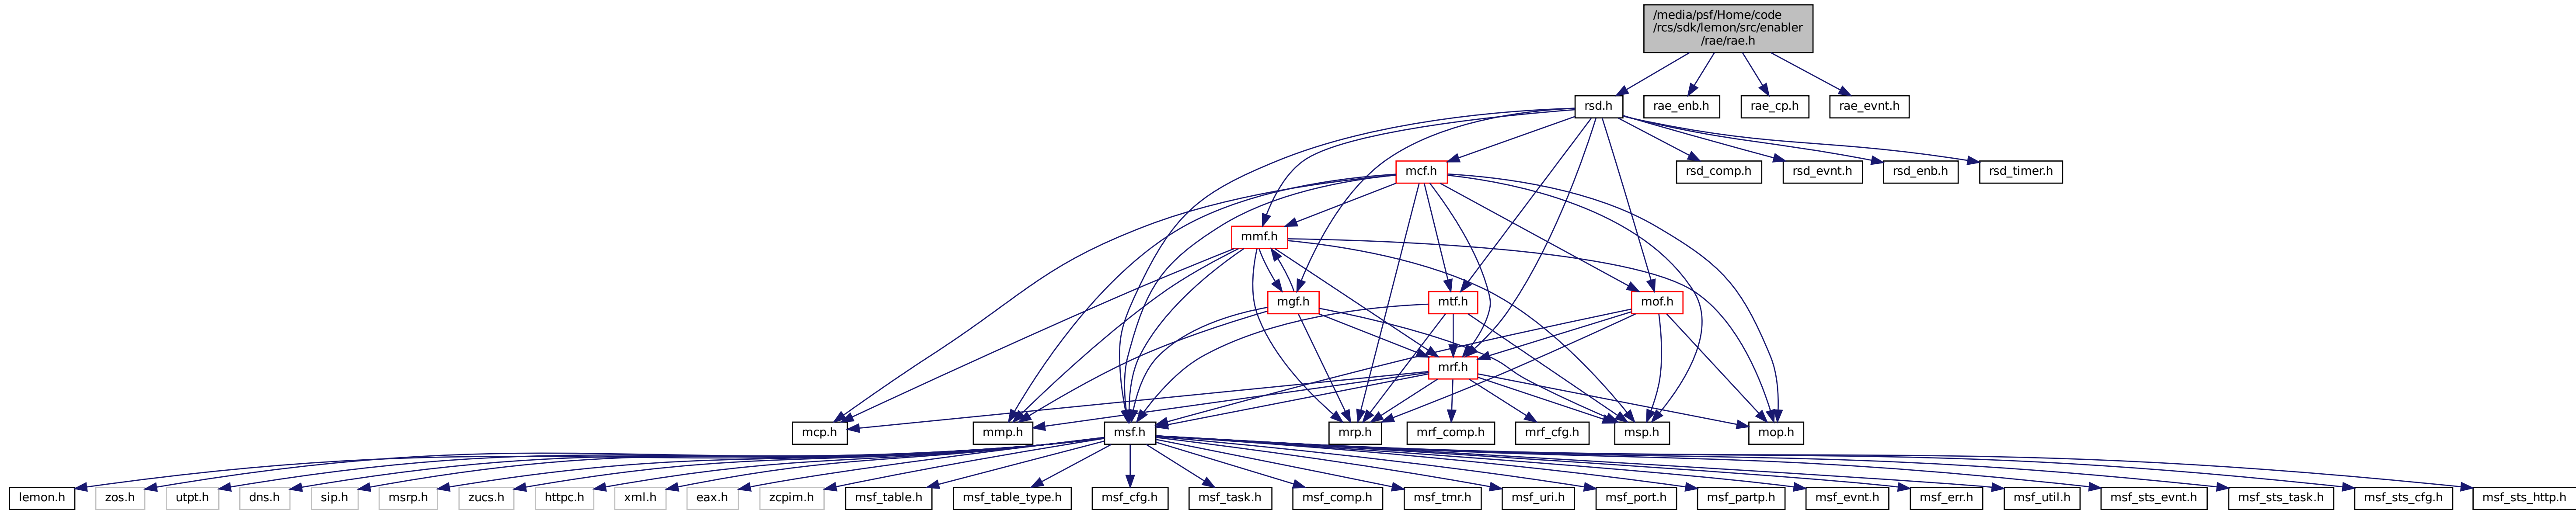 /media/psf/Home/code
/rcs/sdk/lemon/src/enabler
/rae/rae.h
rsd.h
rae_enb.h
rae_cp.h
rae_evnt.h
mcf.h
rsd_comp.h
rsd_evnt.h
rsd_enb.h
rsd_timer.h
mmf.h
mgf.h
mtf.h
mof.h
mrf.h
mcp.h
mmp.h
msf.h
mrp.h
mrf_comp.h
mrf_cfg.h
msp.h
mop.h
lemon.h
zos.h
utpt.h
dns.h
sip.h
msrp.h
zucs.h
httpc.h
xml.h
eax.h
zcpim.h
msf_table.h
msf_table_type.h
msf_cfg.h
msf_task.h
msf_comp.h
msf_tmr.h
msf_uri.h
msf_port.h
msf_partp.h
msf_evnt.h
msf_err.h
msf_util.h
msf_sts_evnt.h
msf_sts_task.h
msf_sts_cfg.h
msf_sts_http.h